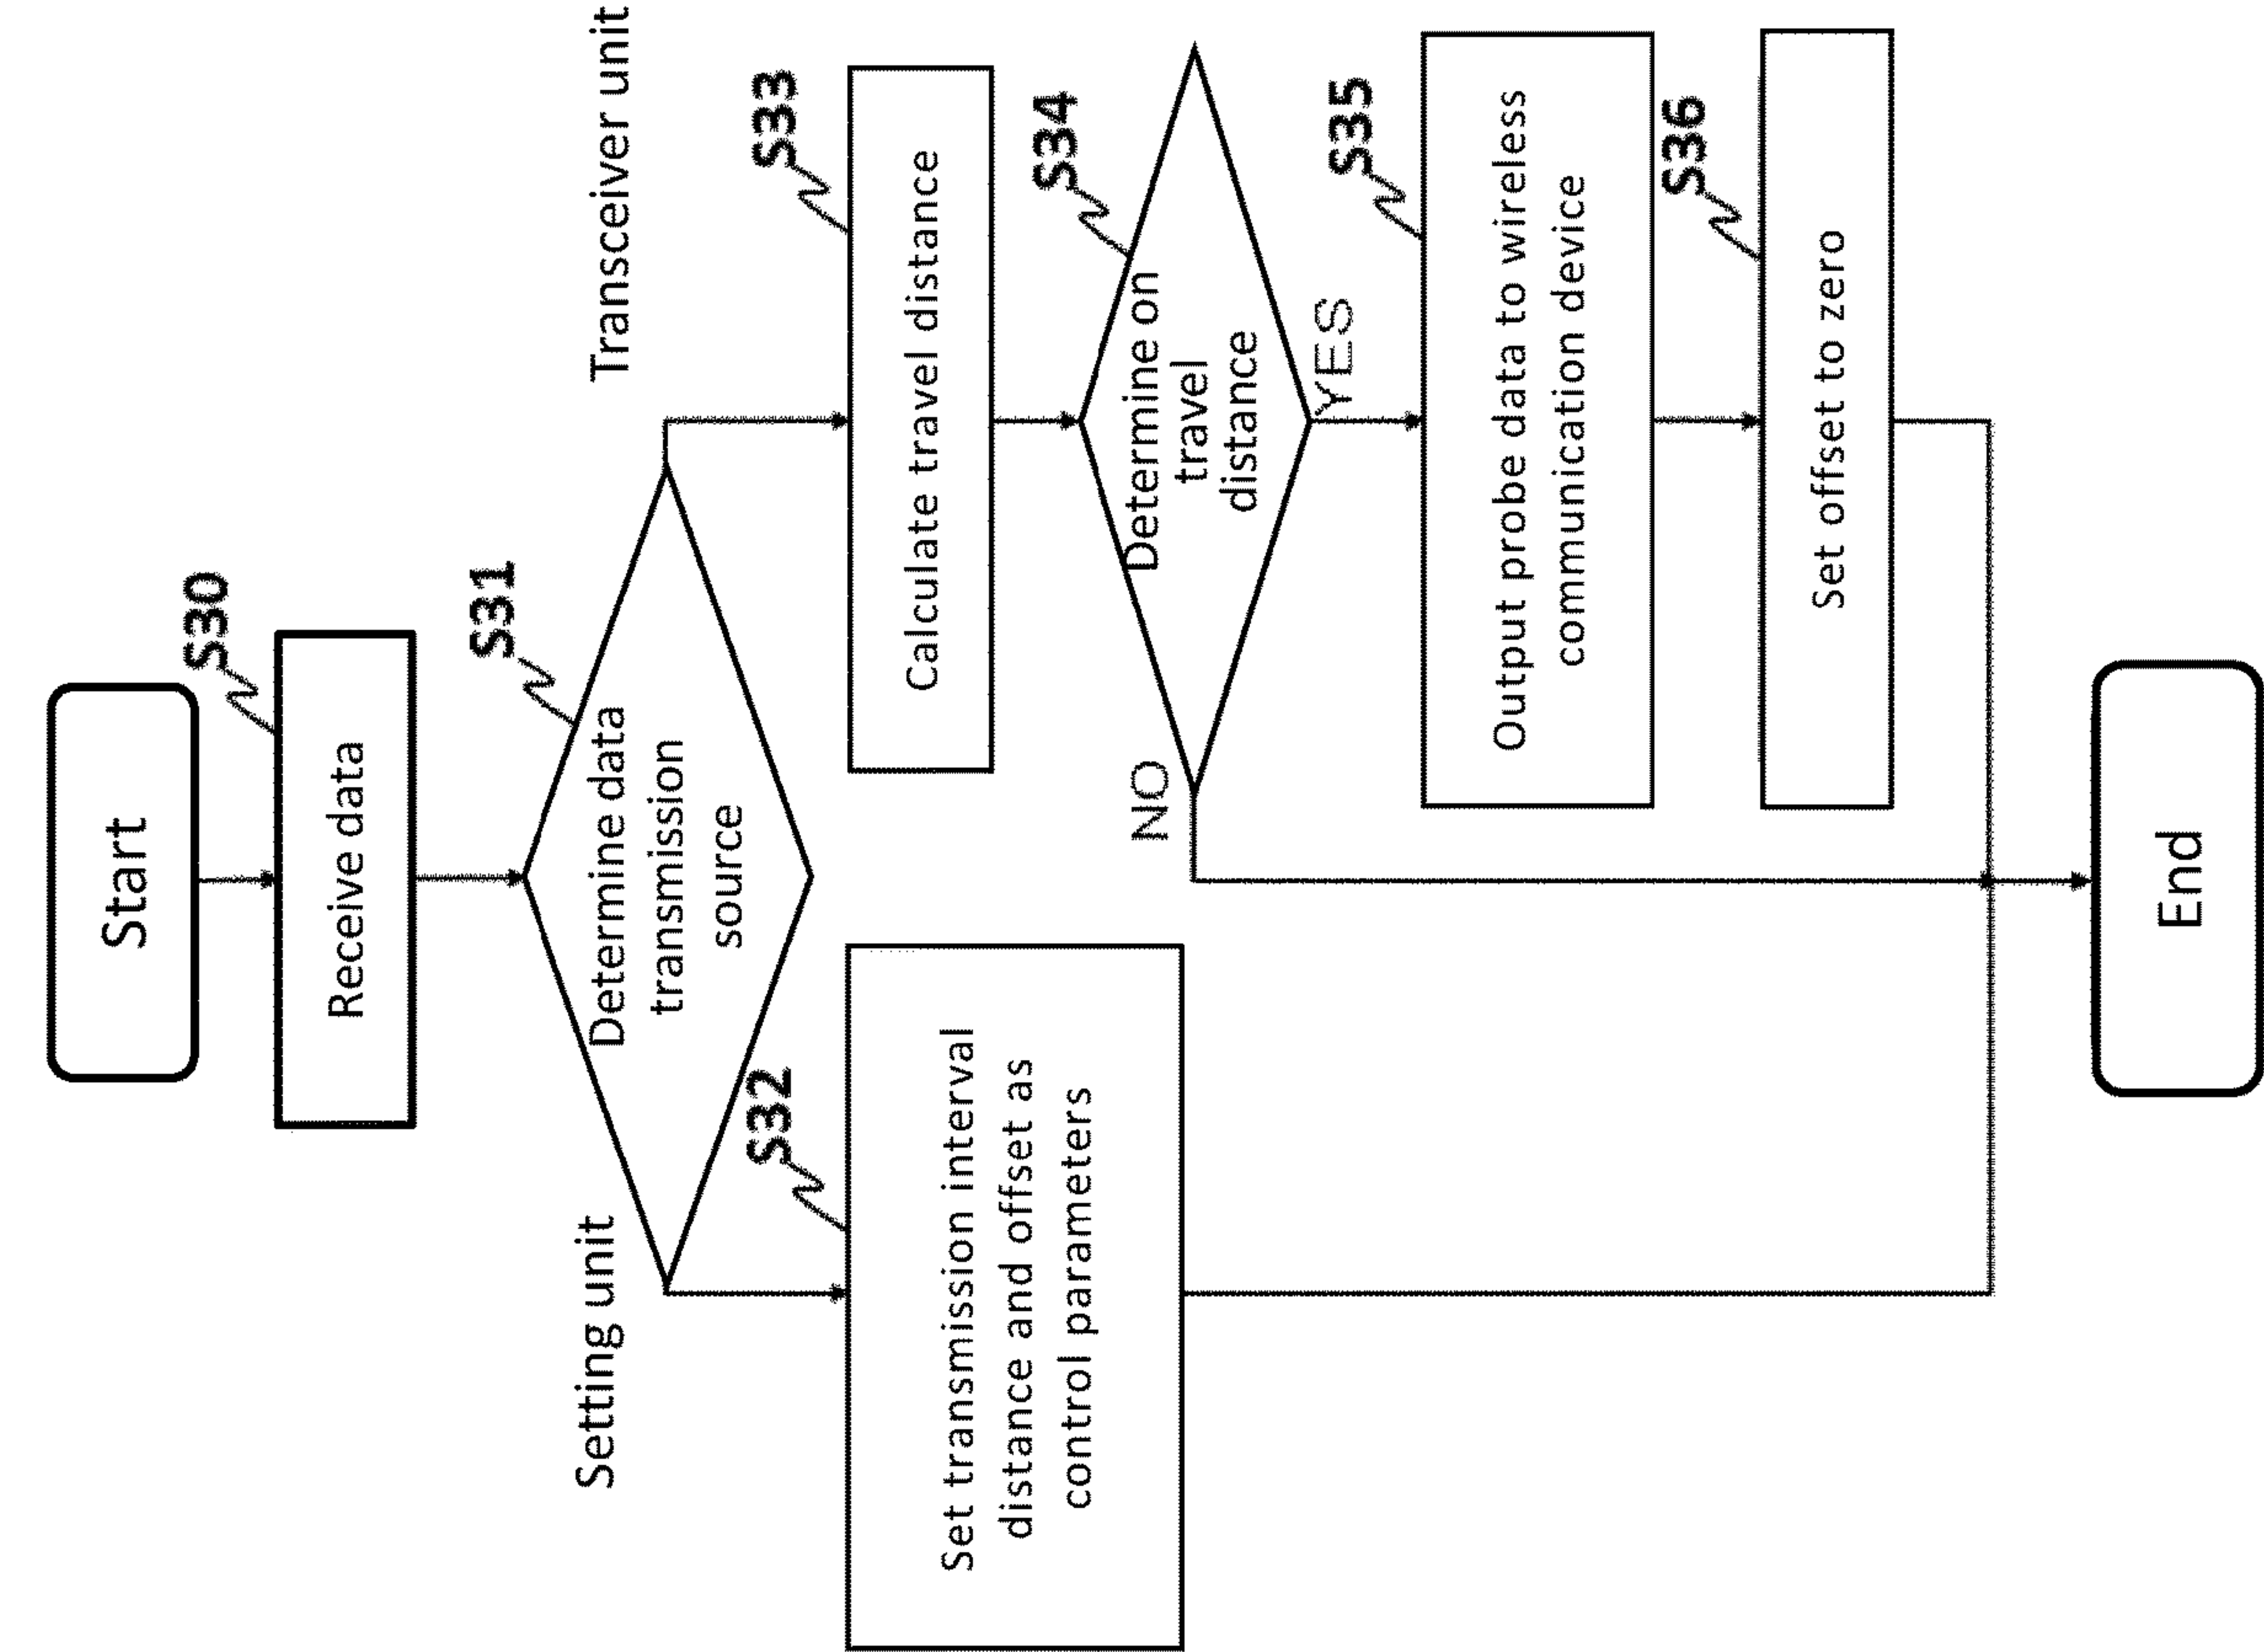 Start
S30
Receive data
S31
Determine data
transmission
source
Setting unit
Transceiver unit
S32
Set transmission interval
distance and offset as
control parameters
S33
Calculate travel distance
S34
Determine on
travel
distance
NO
YES
S35
Output probe data to wireless
communication device
S36
Set offset to zero
End